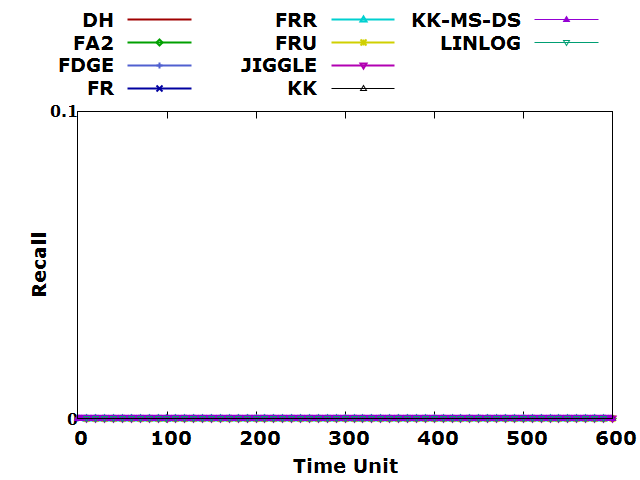 DH
FA2
FDGE
FR
FRR
FRU
JIGGLE
KK
KK-MS-DS
LINLOG
0.1
Recall
0
0 100 200 300 400 500 600
Time Unit